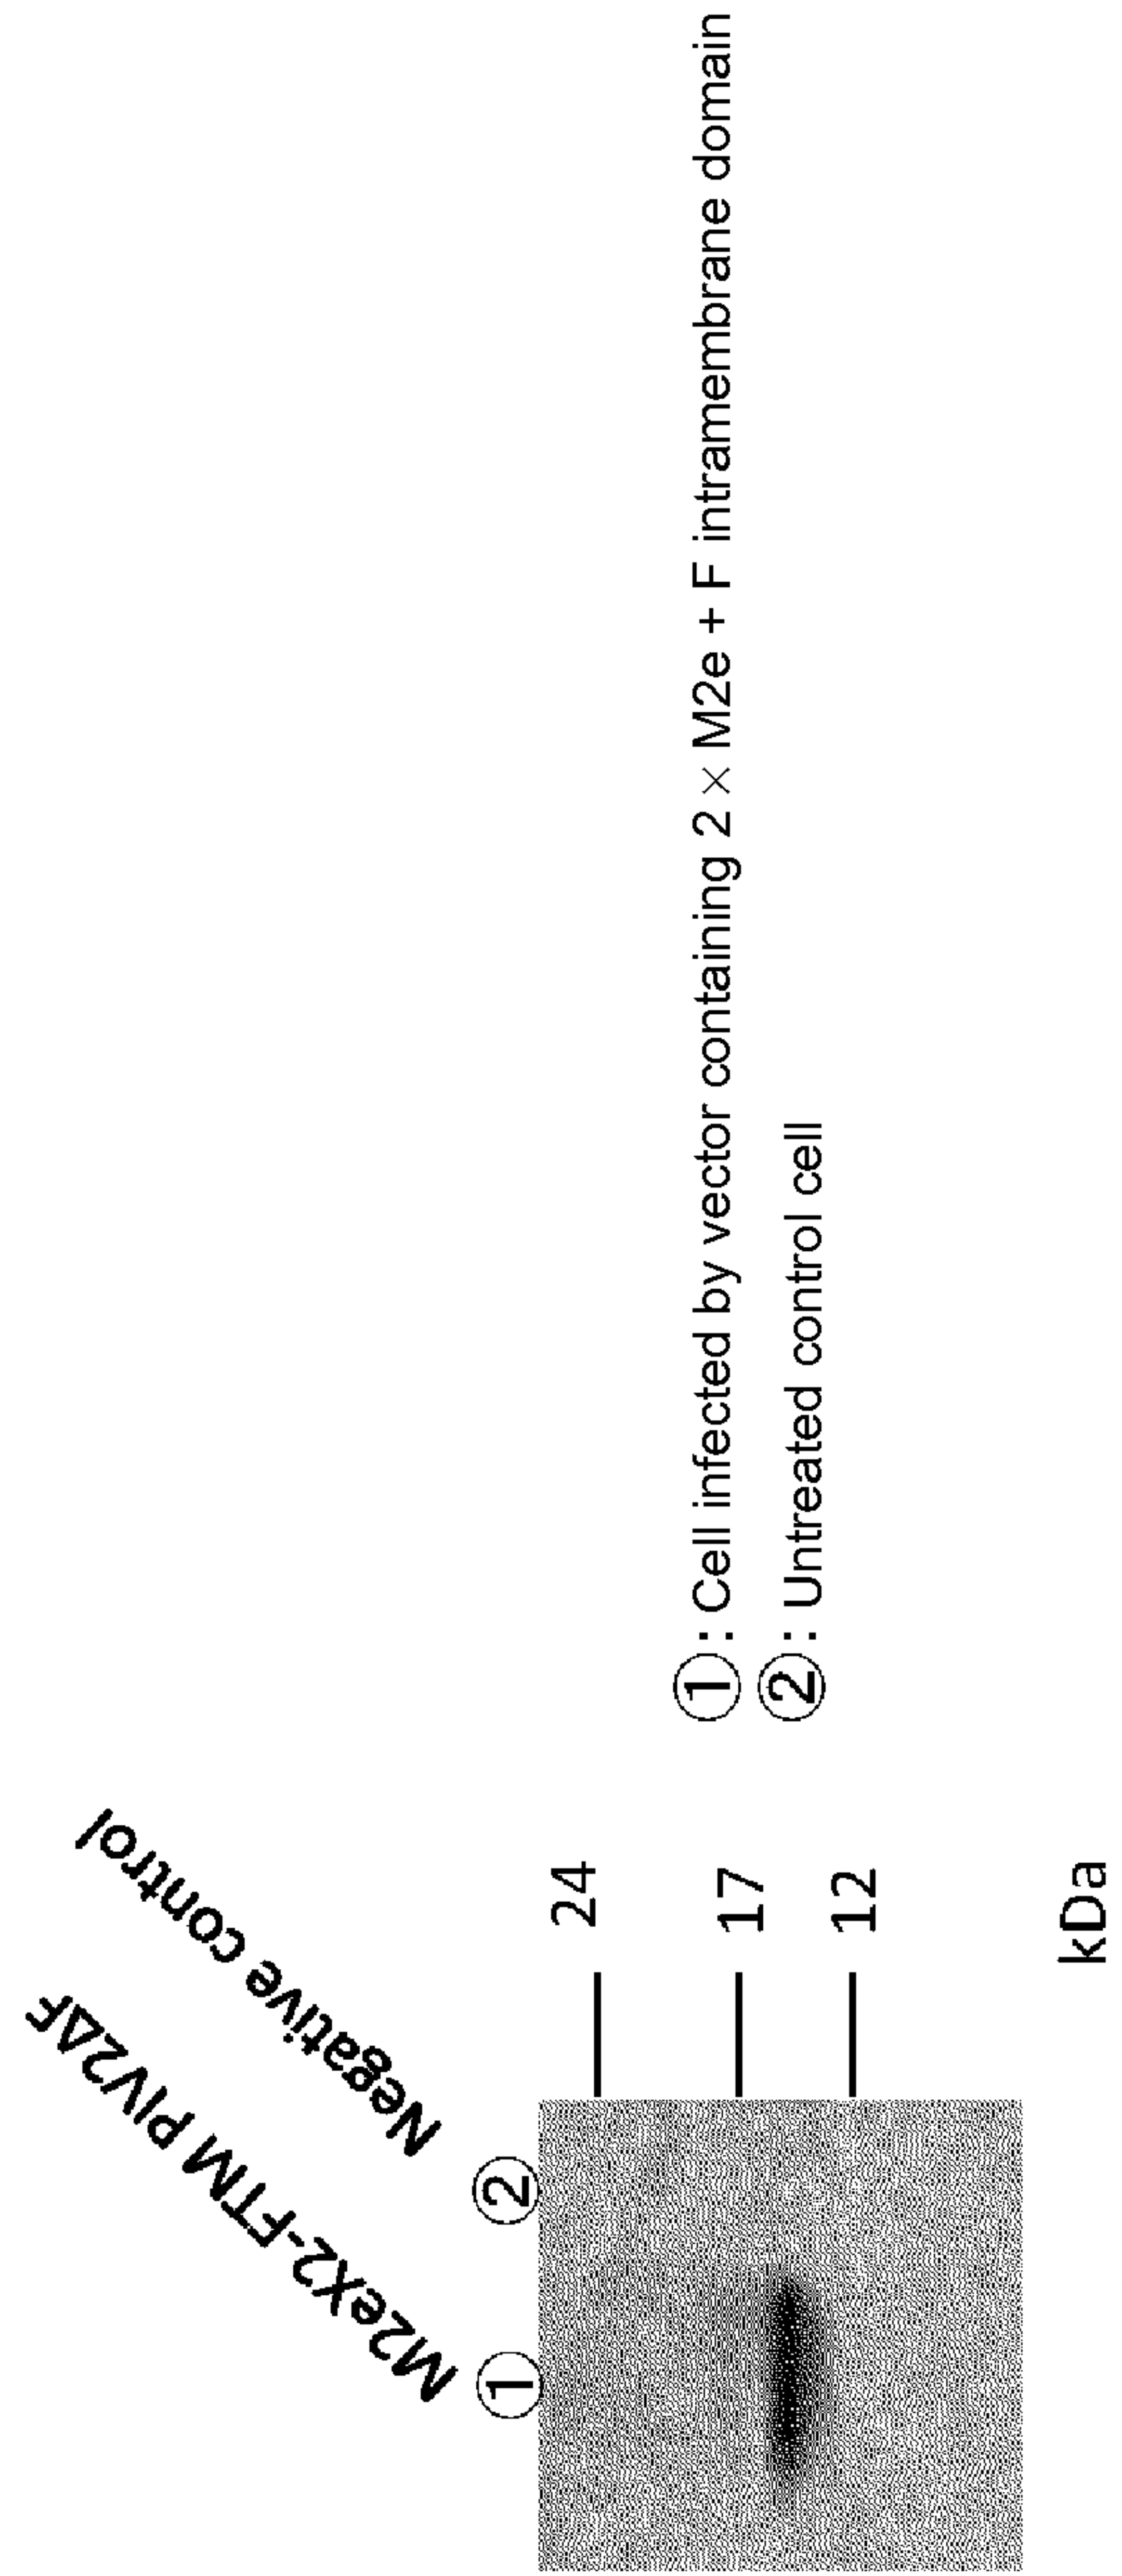 M2eX2-FTM PIV2ΔF
Negative control
① ②
24
17
12
kDa
①: Cell infected by vector containing 2 × M2e + F intramembrane domain
②: Untreated control cell